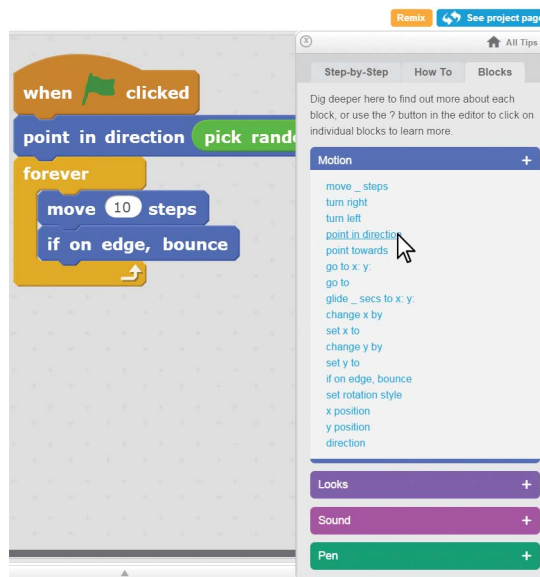 Remix
See project page
All Tips
when clicked
point in direction pick
forever
move 10 steps
if on edge, bounce
Step-by-Step How To Blocks
Dig deeper here to find out more about each
block, or use the ? button in the editor to click on
individual blocks to learn more.
Motion +
move _ steps
turn right
turn left
point in direction
point towards
go to x: y:
go to
glide _ secs to x: y:
change x by
set x to
change y by
set y to
if on edge, bounce
set rotation style
x position
y position
direction
Looks +
Sound +
Pen +